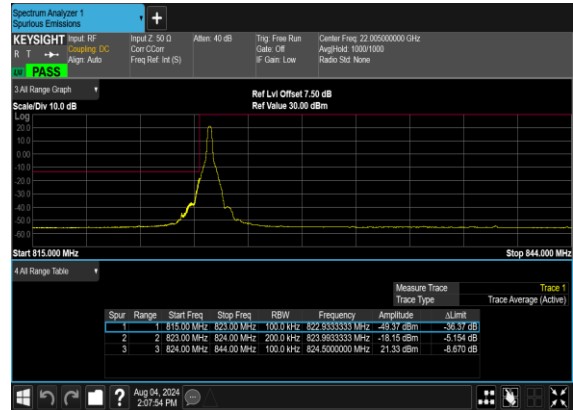 Spectrum Analyzer 1
Spurious Emissions
KEYSIGHT Input: RF Input Z: 50 Ω Atten: 40 dB Trig: Free Run Center Freq: 22.005000000 GHz
R T Coupling: DC Corr CCorr Gate: Off Avg|Hold: 1000/1000
Align: Auto Freq Ref: Int (S) IF Gain: Low Radio Std: None
PASS
3 All Range Graph
Ref Lvl Offset 7.50 dB
Scale/Div 10.0 dB Ref Value 30.00 dBm
Log
20.0
10.0
0.00
-10.0
-20.0
-30.0
-40.0
-50.0
-60.0
Start 815.000 MHz Stop 844.000 MHz
4 All Range Table
Measure Trace Trace 1
Trace Type Trace Average (Active)
Spur Range Start Freq Stop Freq RBW Frequency Amplitude ΔLimit
1 1 815.00 MHz 823.00 MHz 100.0 kHz 822.9333333 MHz -49.37 dBm -36.37 dB
2 2 823.00 MHz 824.00 MHz 200.0 kHz 823.9933333 MHz -18.15 dBm -5.154 dB
3 3 824.00 MHz 844.00 MHz 100.0 kHz 824.5000000 MHz 21.33 dBm -8.670 dB
Aug 04, 2024
2:07:54 PM